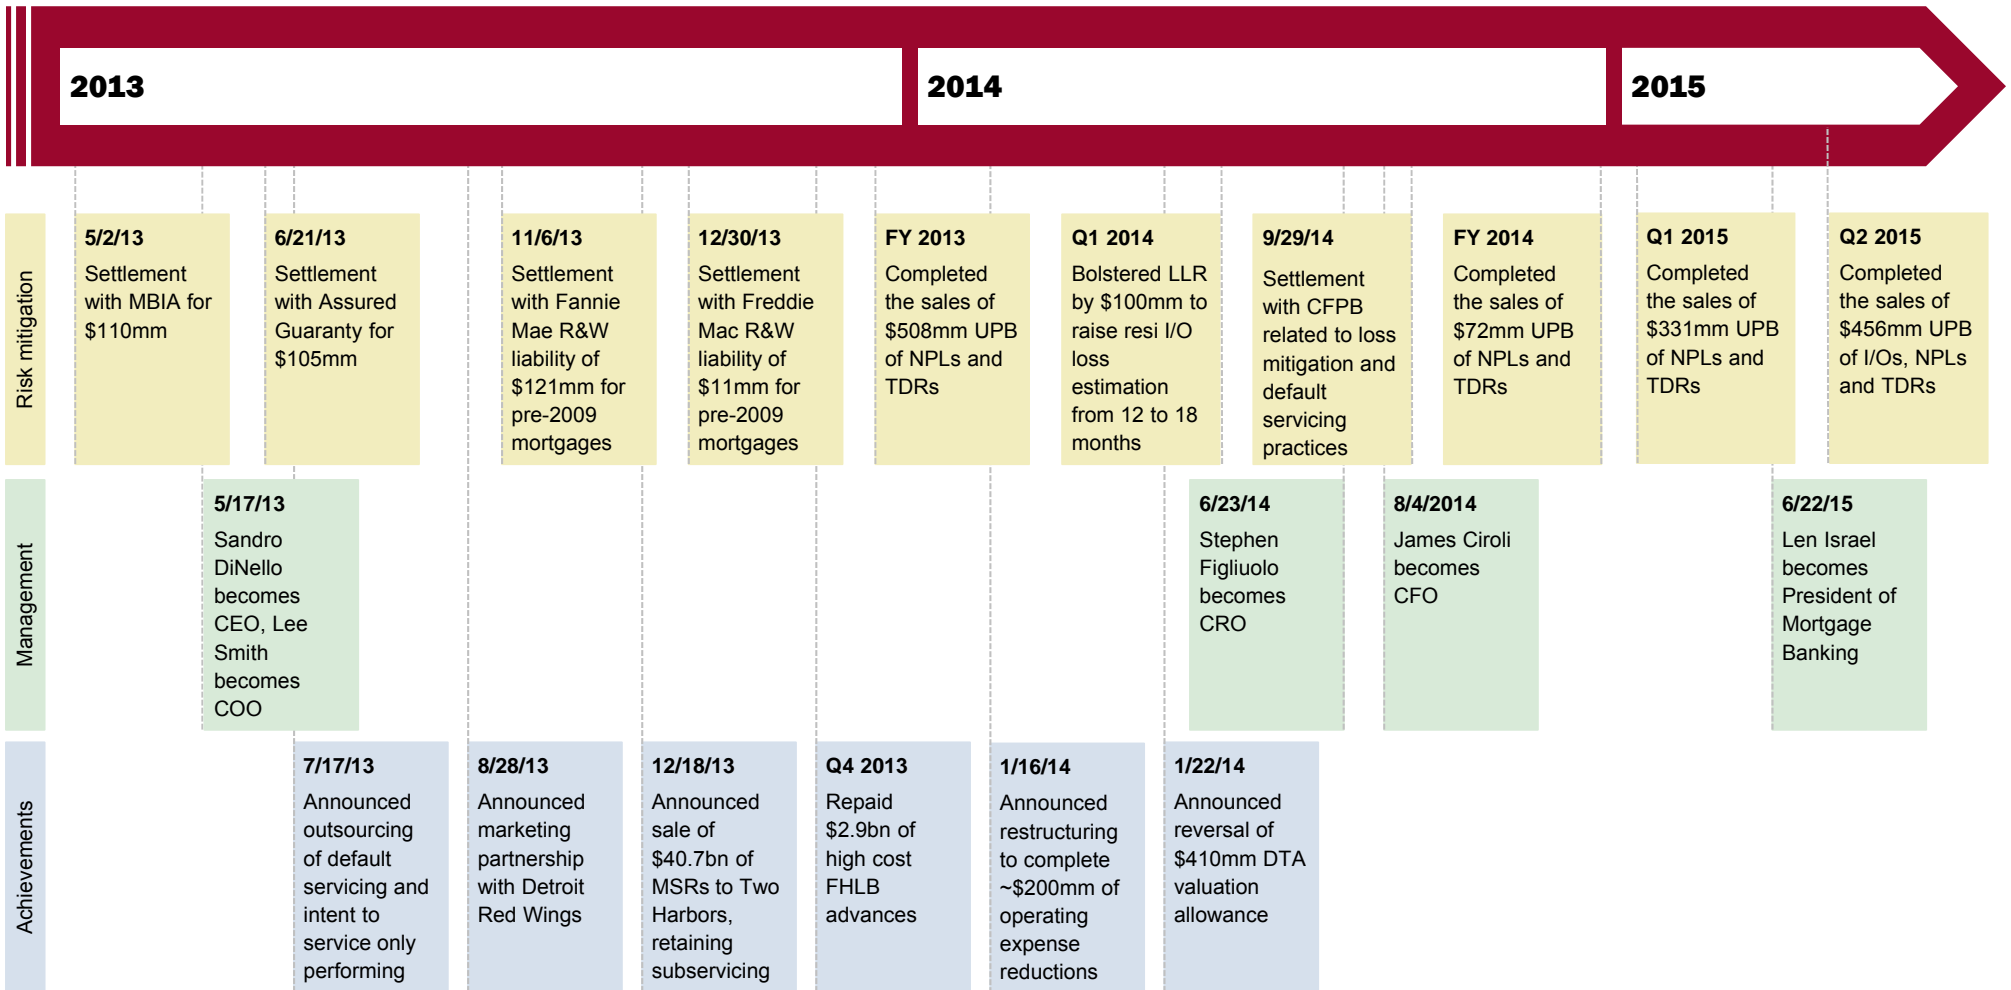 2013
2014
2015
Risk mitigation
5/2/13
Settlement
with MBIA for
$110mm
6/21/13
Settlement
with Assured
Guaranty for
$105mm
11/6/13
Settlement
with Fannie
Mae R&W
liability of
$121mm for
pre-2009
mortgages
12/30/13
Settlement
with Freddie
Mac R&W
liability of
$11mm for
pre-2009
mortgages
FY 2013
Completed
the sales of
$508mm UPB
of NPLs and
TDRs
Q1 2014
Bolstered LLR
by $100mm to
raise resi I/O
loss
estimation
from 12 to 18
months
9/29/14
Settlement
with CFPB
related to loss
mitigation and
default
servicing
practices
FY 2014
Completed
the sales of
$72mm UPB
of NPLs and
TDRs
Q1 2015
Completed
the sales of
$331mm UPB
of NPLs and
TDRs
Q2 2015
Completed
the sales of
$456mm UPB
of I/Os, NPLs
and TDRs
Management
5/17/13
Sandro
DiNello
becomes
CEO, Lee
Smith
becomes
COO
6/23/14
Stephen
Figliuolo
becomes
CRO
8/4/2014
James Ciroli
becomes
CFO
6/22/15
Len Israel
becomes
President of
Mortgage
Banking
Achievements
7/17/13
Announced
outsourcing
of default
servicing and
intent to
service only
performing
8/28/13
Announced
marketing
partnership
with Detroit
Red Wings
12/18/13
Announced
sale of
$40.7bn of
MSRs to Two
Harbors,
retaining
subservicing
Q4 2013
Repaid
$2.9bn of
high cost
FHLB
advances
1/16/14
Announced
restructuring
to complete
~$200mm of
operating
expense
reductions
1/22/14
Announced
reversal of
$410mm DTA
valuation
allowance